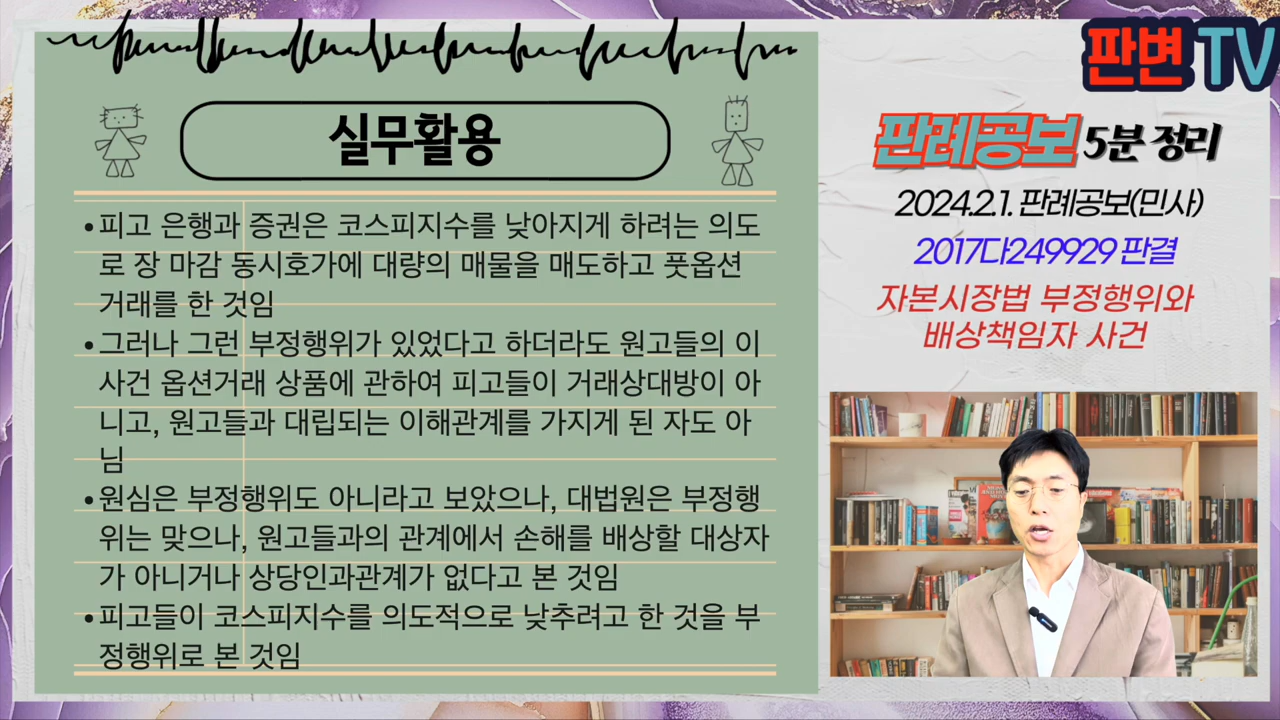 실무활용
•피고 은행과 증권은 코스피지수를 낮아지게 하려는 의도
로 장 마감 동시호가에 대량의 매물을 매도하고 풋옵션
거래를 한 것임
•그러나 그런 부정행위가 있었다고 하더라도 원고들의 이
사건 옵션거래 상품에 관하여 피고들이 거래상대방이 아
니고, 원고들과 대립되는 이해관계를 가지게 된 자도 아
님
•원심은 부정행위도 아니라고 보았으나, 대법원은 부정행
위는 맞으나, 원고들과의 관계에서 손해를 배상할 대상자
가 아니거나 상당인과관계가 없다고 본 것임
•피고들이 코스피지수를 의도적으로 낮추려고 한 것을 부
정행위로 본 것임
판변 TV
판례공보 5분 정리
2024.2.1. 판례공보(민사)
2017다249929 판결
자본시장법 부정행위와
배상책임자 사건